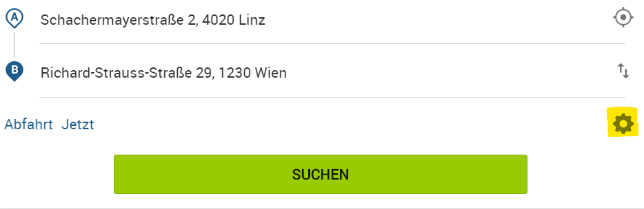 A
Schachermayerstraße 2, 4020 Linz
B
Richard-Strauss-Straße 29, 1230 Wien
Abfahrt Jetzt
SUCHEN